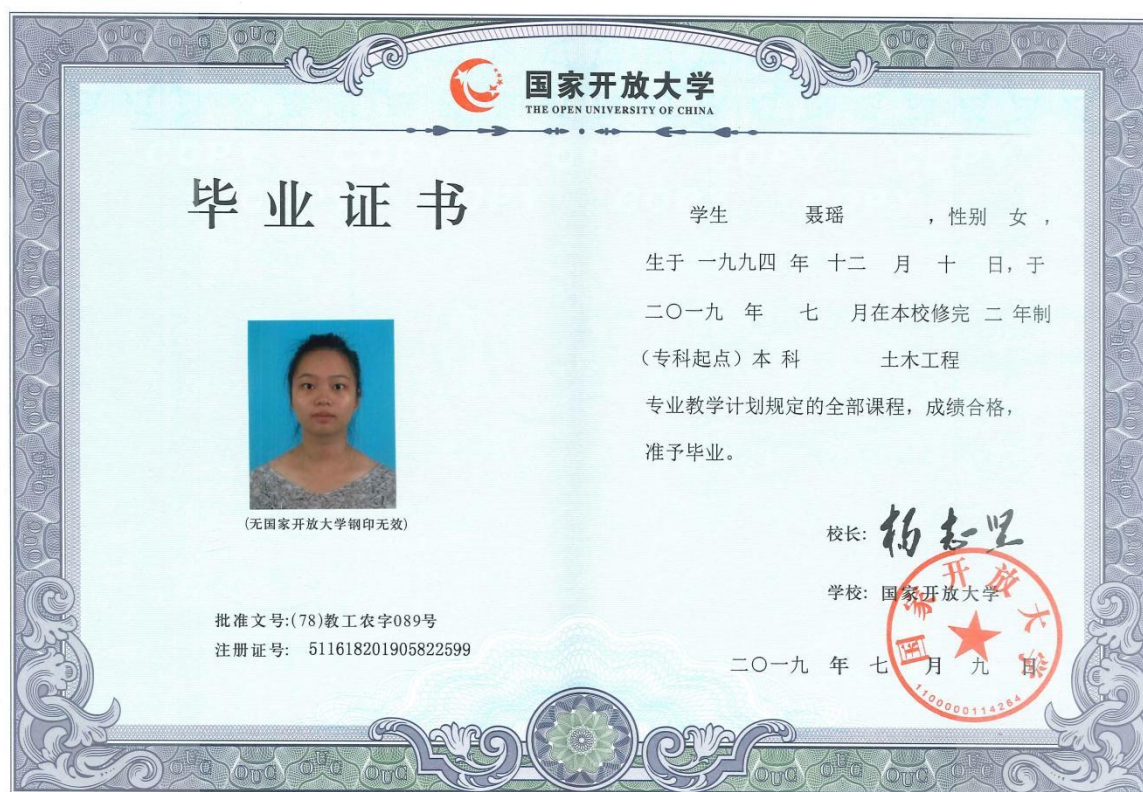 国家开放大学
THE OPEN UNIVERSITY OF CHINA
毕业证书
学生 聂瑶 ，性别 女 ，
生于 一九九四 年 十二 月 十 日，于
二〇一九 年 七 月在本校修完 二 年制
（专科起点）本 科 土木工程
专业教学计划规定的全部课程，成绩合格，
准予毕业。
(无国家开放大学钢印无效)
校长:
学校: 国家开放大学
批准文号:(78)教工农字089号
注册证号: 511618201905822599
二〇一九 年 七 月 九 日
国家开放大学
1100000114264